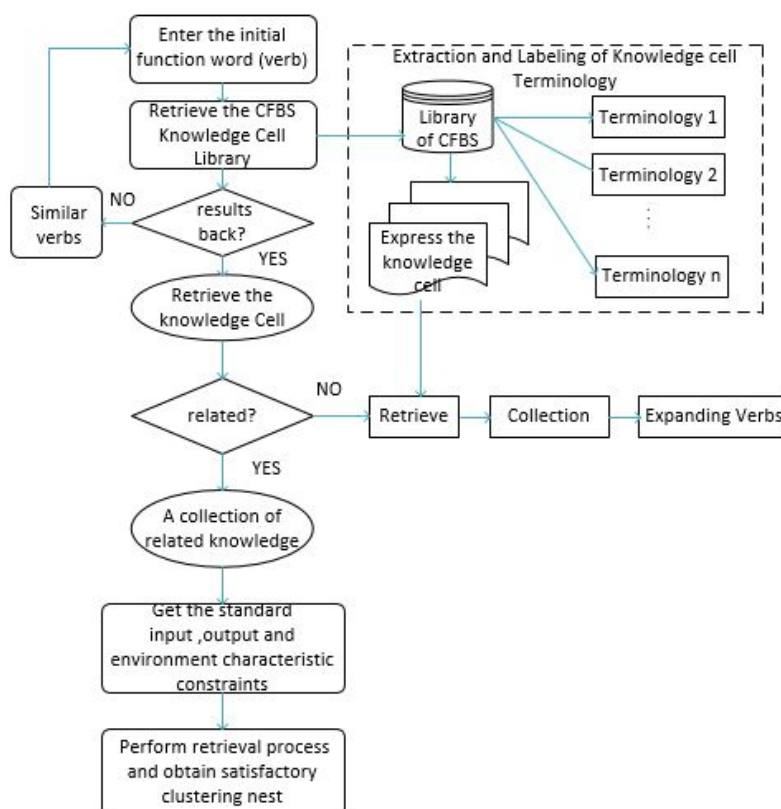 Enter the initial
function word (verb)
Extraction and Labeling of Knowledge cell
Terminology
Retrieve the CFBS
Knowledge Cell
Library
Library
of CFBS
Terminology 1
Terminology 2
Terminology n
NO
Similar
verbs
results
back?
YES
Express the
knowledge
cell
Retrieve the
knowledge Cell
related?
NO
Retrieve
Collection
Expanding Verbs
YES
A collection of
related knowledge
Get the standard
input ,output and
environment characteristic
constraints
Perform retrieval process
and obtain satisfactory
clustering nest